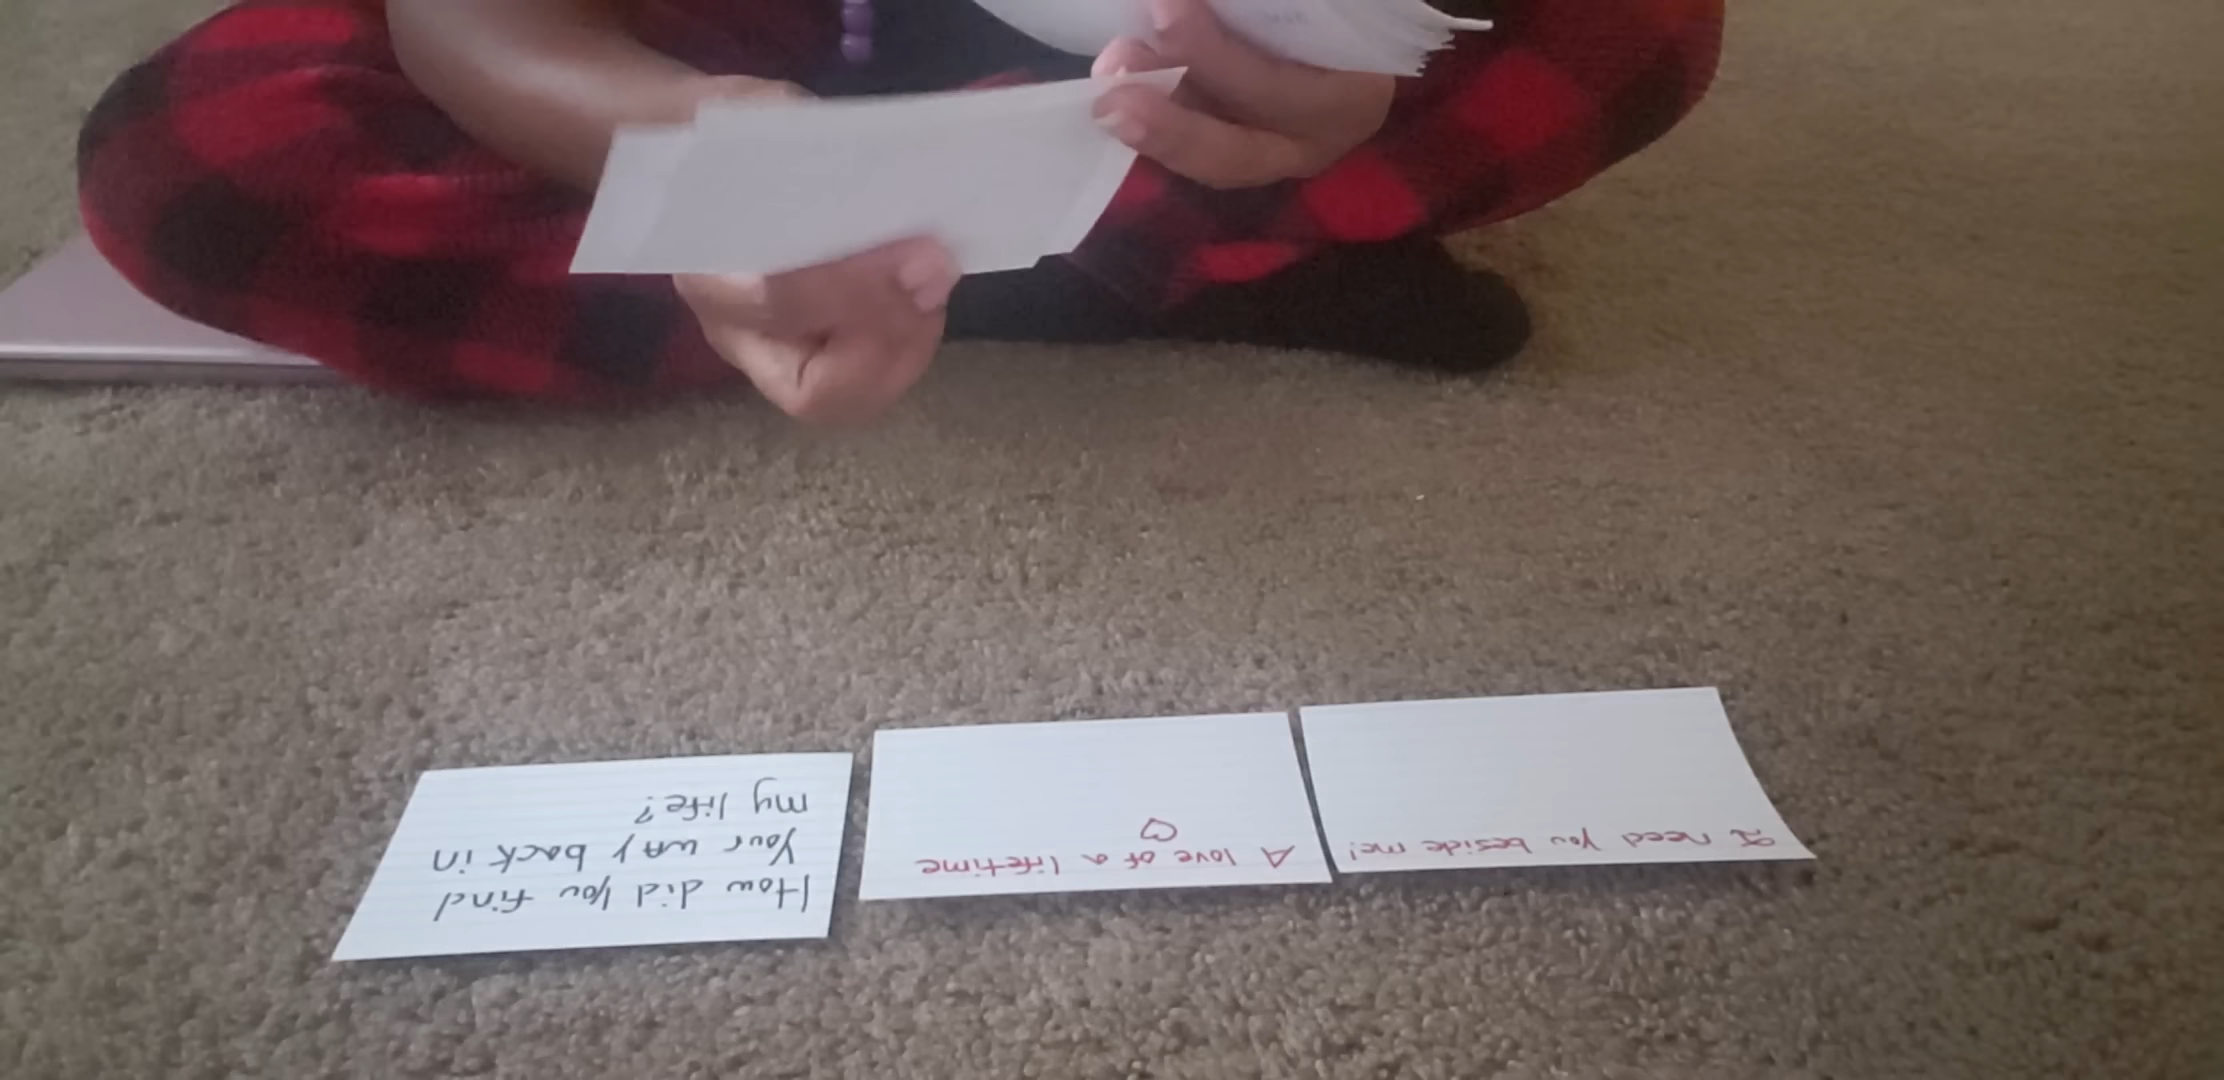 I need you beside me!
A love of a lifetime
♡
How did you find
your way back in
my life?